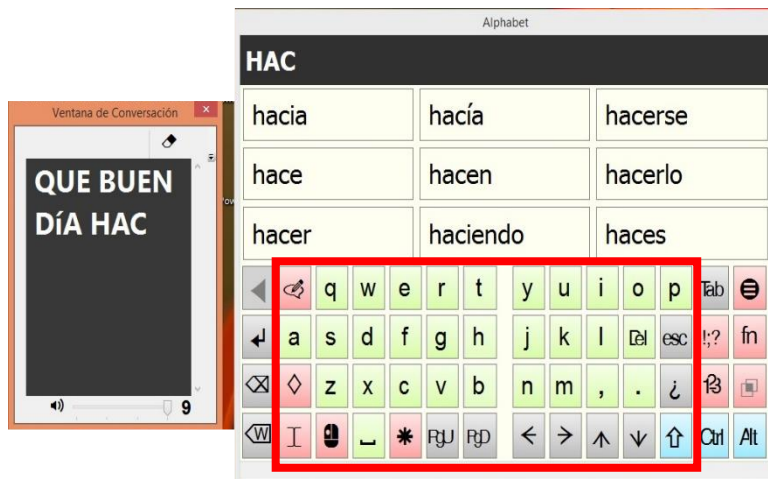 Alphabet
HAC
hacia hacía hacerse
hace hacen hacerlo
hacer haciendo haces
q w e r t y u i o p Tab
a s d f g h j k l Del esc !;? fn
z x c v b n m , . ¿ 123
W * PgU PgD Ctrl Alt
Ventana de Conversación
QUE BUEN
DíA HAC
9